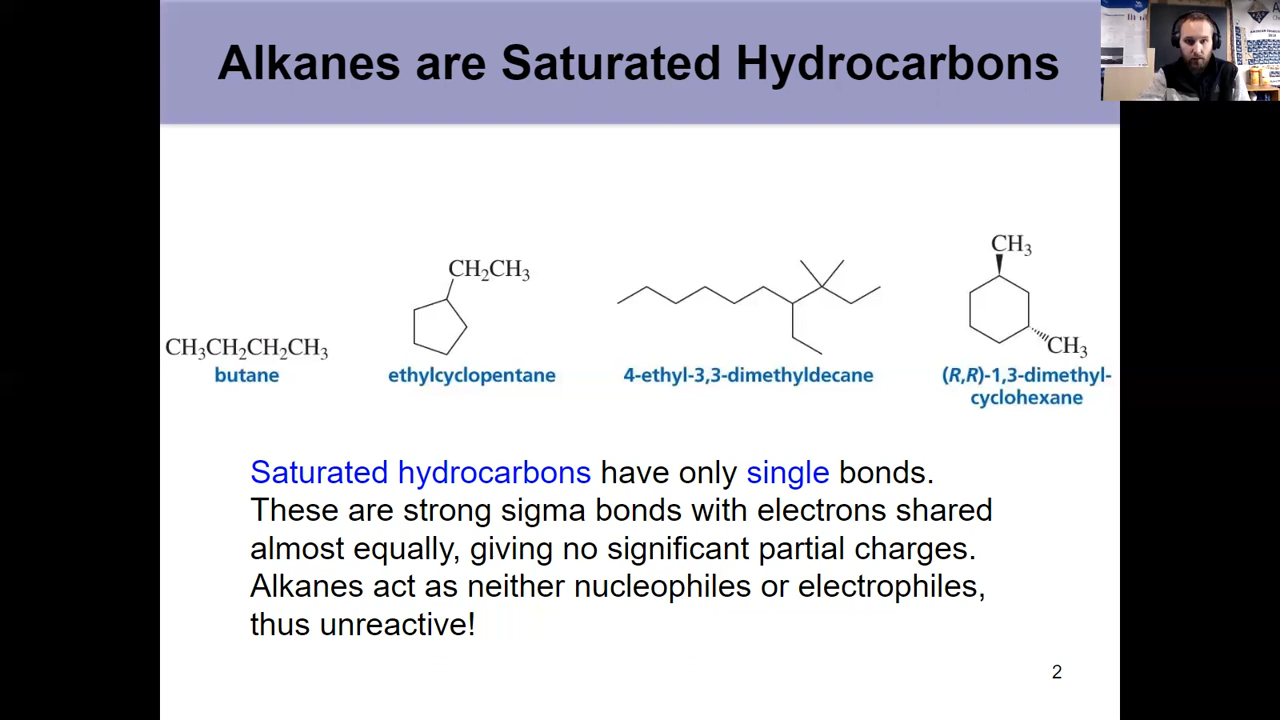 Alkanes are Saturated Hydrocarbons
CH₃CH₂CH₂CH₃
butane
CH₂CH₃
ethylcyclopentane
4-ethyl-3,3-dimethyldecane
CH₃
CH₃
(R,R)-1,3-dimethyl-
cyclohexane
Saturated hydrocarbons have only single bonds.
These are strong sigma bonds with electrons shared
almost equally, giving no significant partial charges.
Alkanes act as neither nucleophiles or electrophiles,
thus unreactive!
2